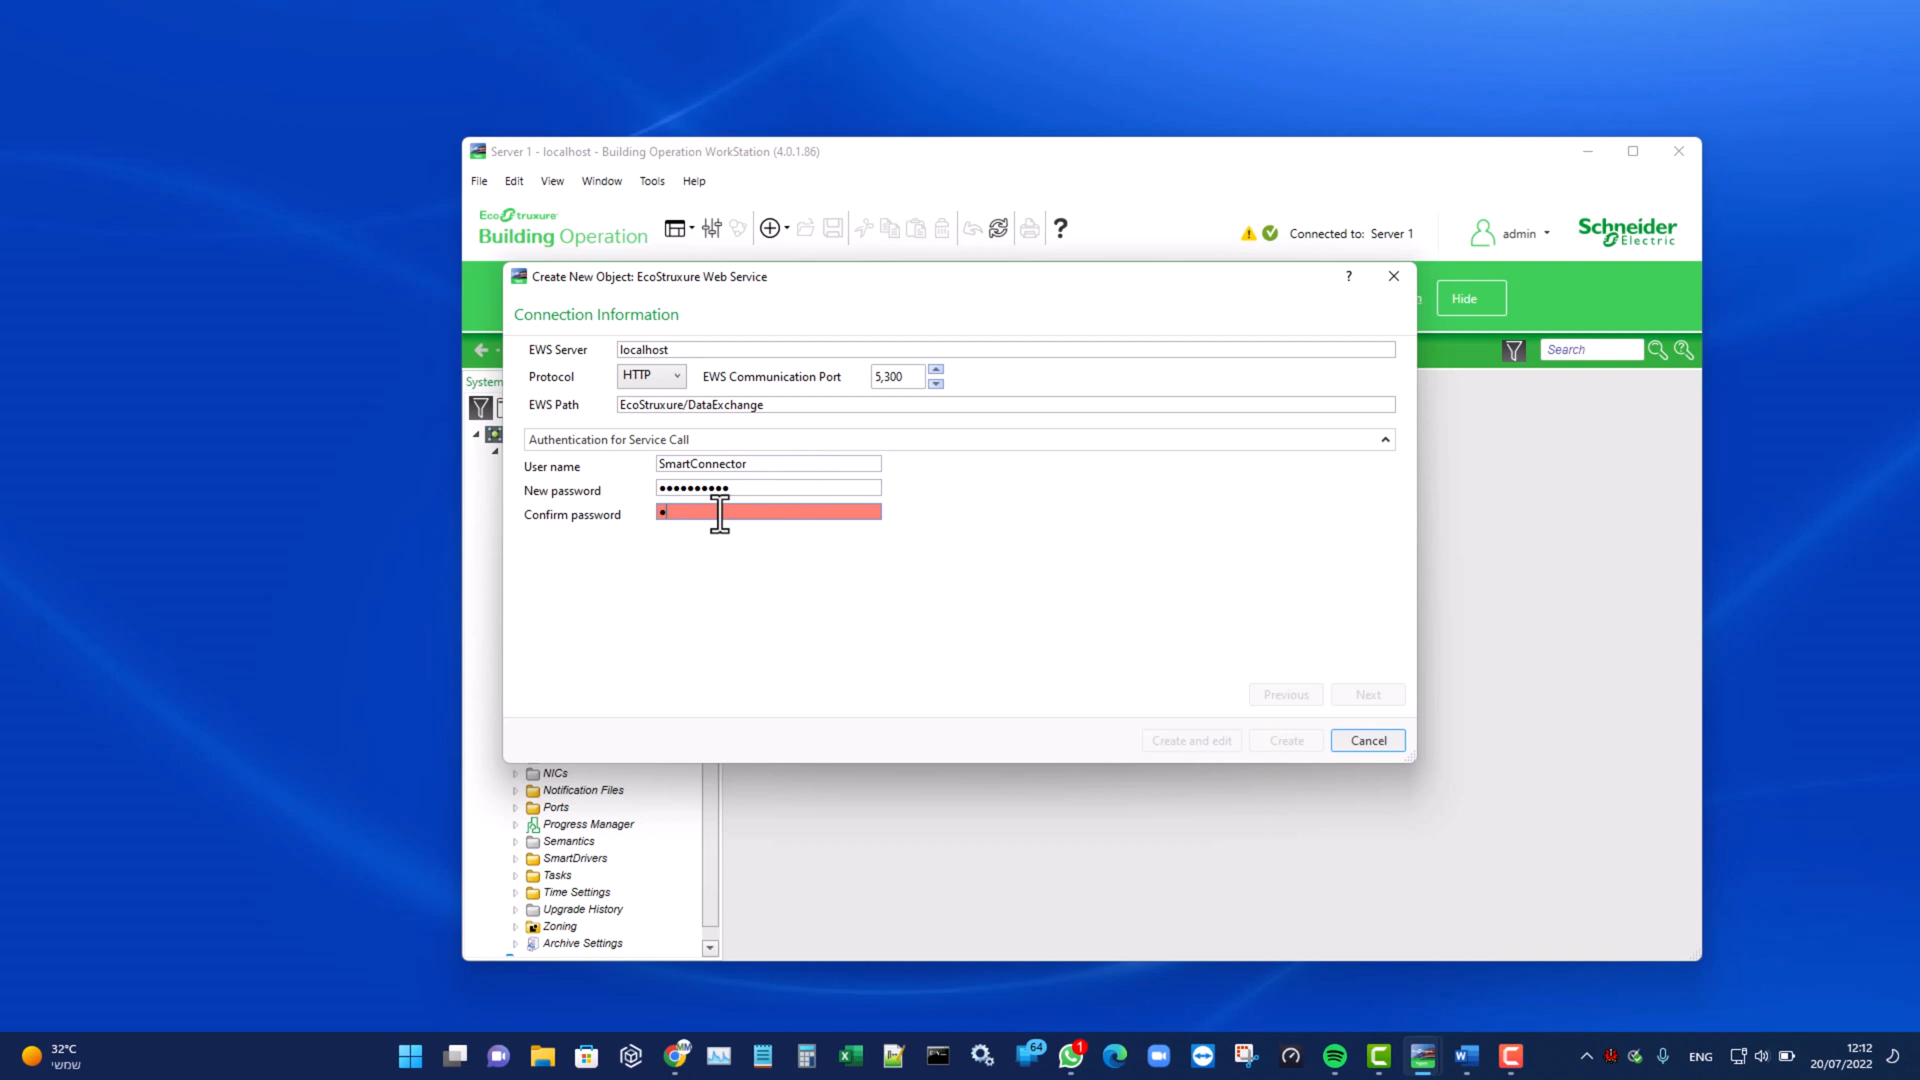 Server 1 - localhost - Building Operation WorkStation (4.0.1.86)
File Edit View Window Tools Help
EcoStruxure
Building Operation
Connected to: Server 1
admin
Schneider
Electric
Create New Object: EcoStruxure Web Service
?
Hide
Connection Information
EWS Server localhost
Protocol HTTP EWS Communication Port 5,300
EWS Path EcoStruxure/DataExchange
Search
System
Authentication for Service Call
User name SmartConnector
New password ●●●●●●●●●●
Confirm password ●
Previous Next
Create and edit Create Cancel
NICs
Notification Files
Ports
Progress Manager
Semantics
SmartDrivers
Tasks
Time Settings
Upgrade History
Zoning
Archive Settings
32°C
שמשי
MM
64
1
ENG
12:12
20/07/2022